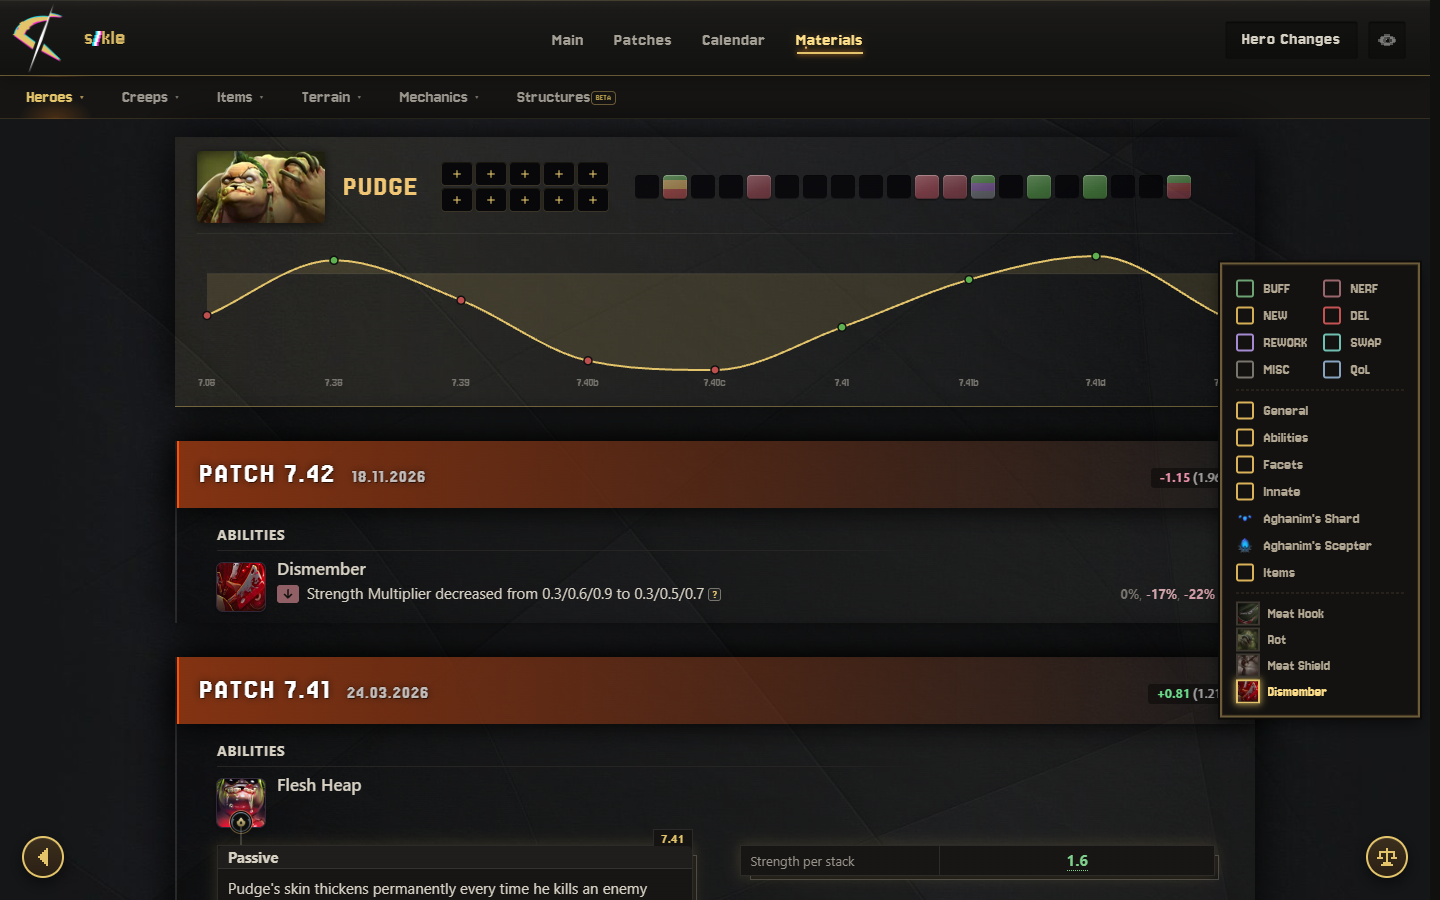 s/kle
Main
Patches
Calendar
Materials
Hero Changes
Heroes
Creeps
Items
Terrain
Mechanics
Structures BETA
PUDGE
7.38
7.39
7.40b
7.40c
7.41
7.41b
7.41d
BUFF NERF
NEW DEL
REWORK SWAP
MISC QoL
General
Abilities
Facets
Innate
Aghanim's Shard
Aghanim's Scepter
Items
Meat Hook
Rot
Meat Shield
Dismember
PATCH 7.42 18.11.2026
-1.15
ABILITIES
Dismember
Strength Multiplier decreased from 0.3/0.6/0.9 to 0.3/0.5/0.7 ?
0%, -17%, -22%
PATCH 7.41 24.03.2026
+0.81
ABILITIES
Flesh Heap
7.41
Passive
Pudge's skin thickens permanently every time he kills an enemy
Strength per stack 1.6